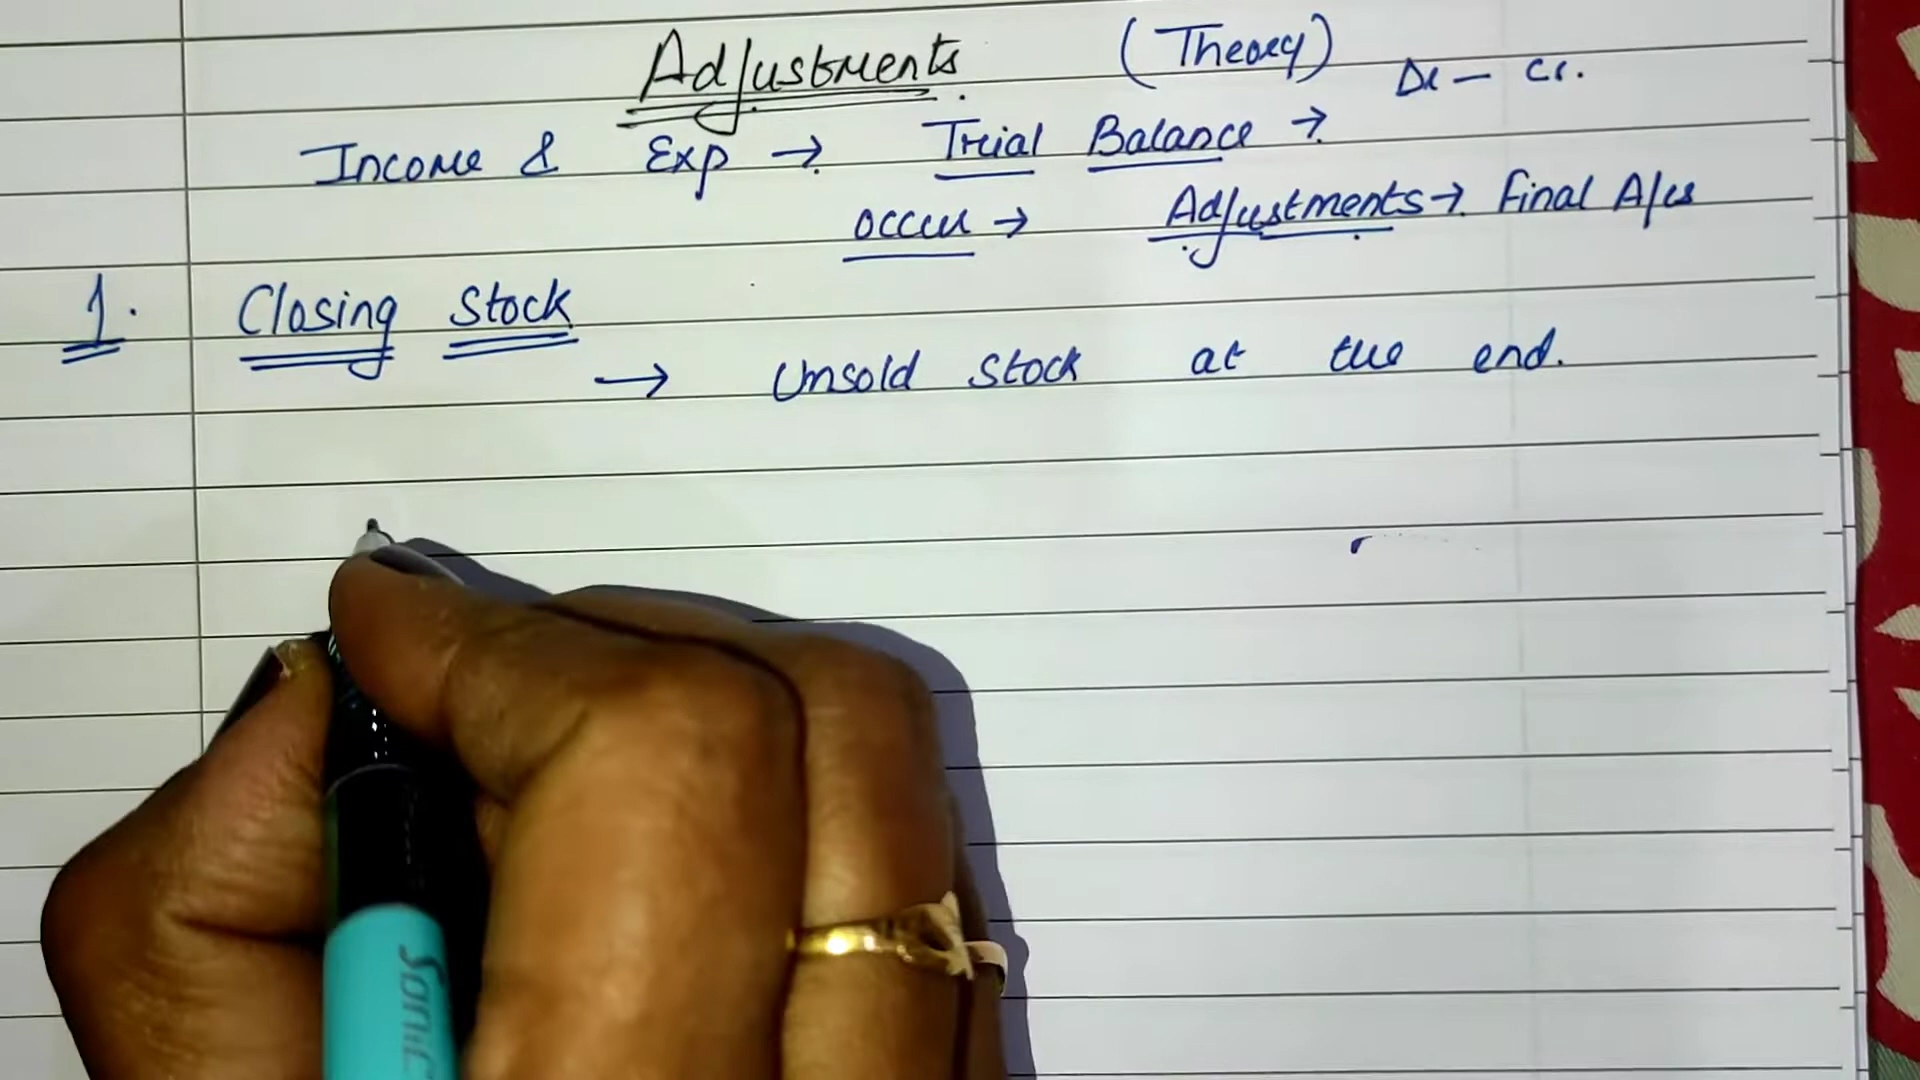 Adjustments (Theory)
Dr - Cr.
Income & Exp → Trial Balance →
occur → Adjustments → Final A/cs
1. Closing Stock
→ Unsold Stock at the end.